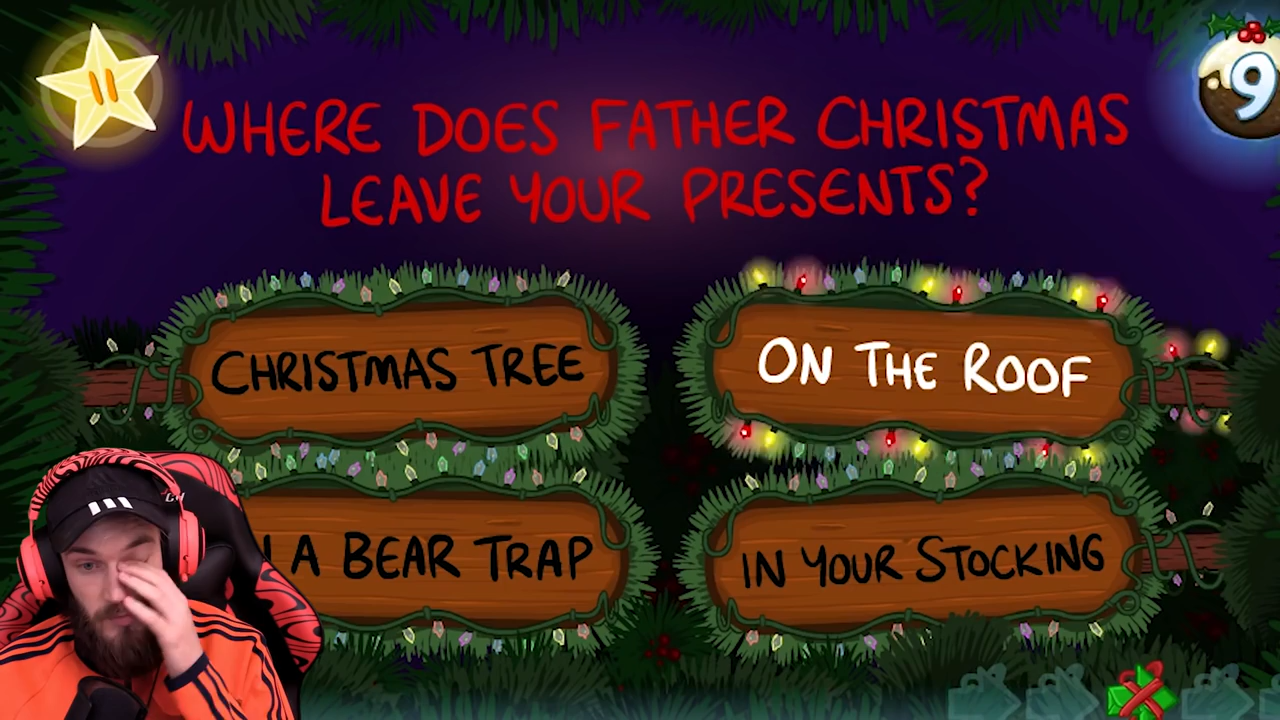 WHERE DOES FATHER CHRISTMAS
LEAVE YOUR PRESENTS?
9
CHRISTMAS TREE
ON THE ROOF
A BEAR TRAP
IN YOUR STOCKING